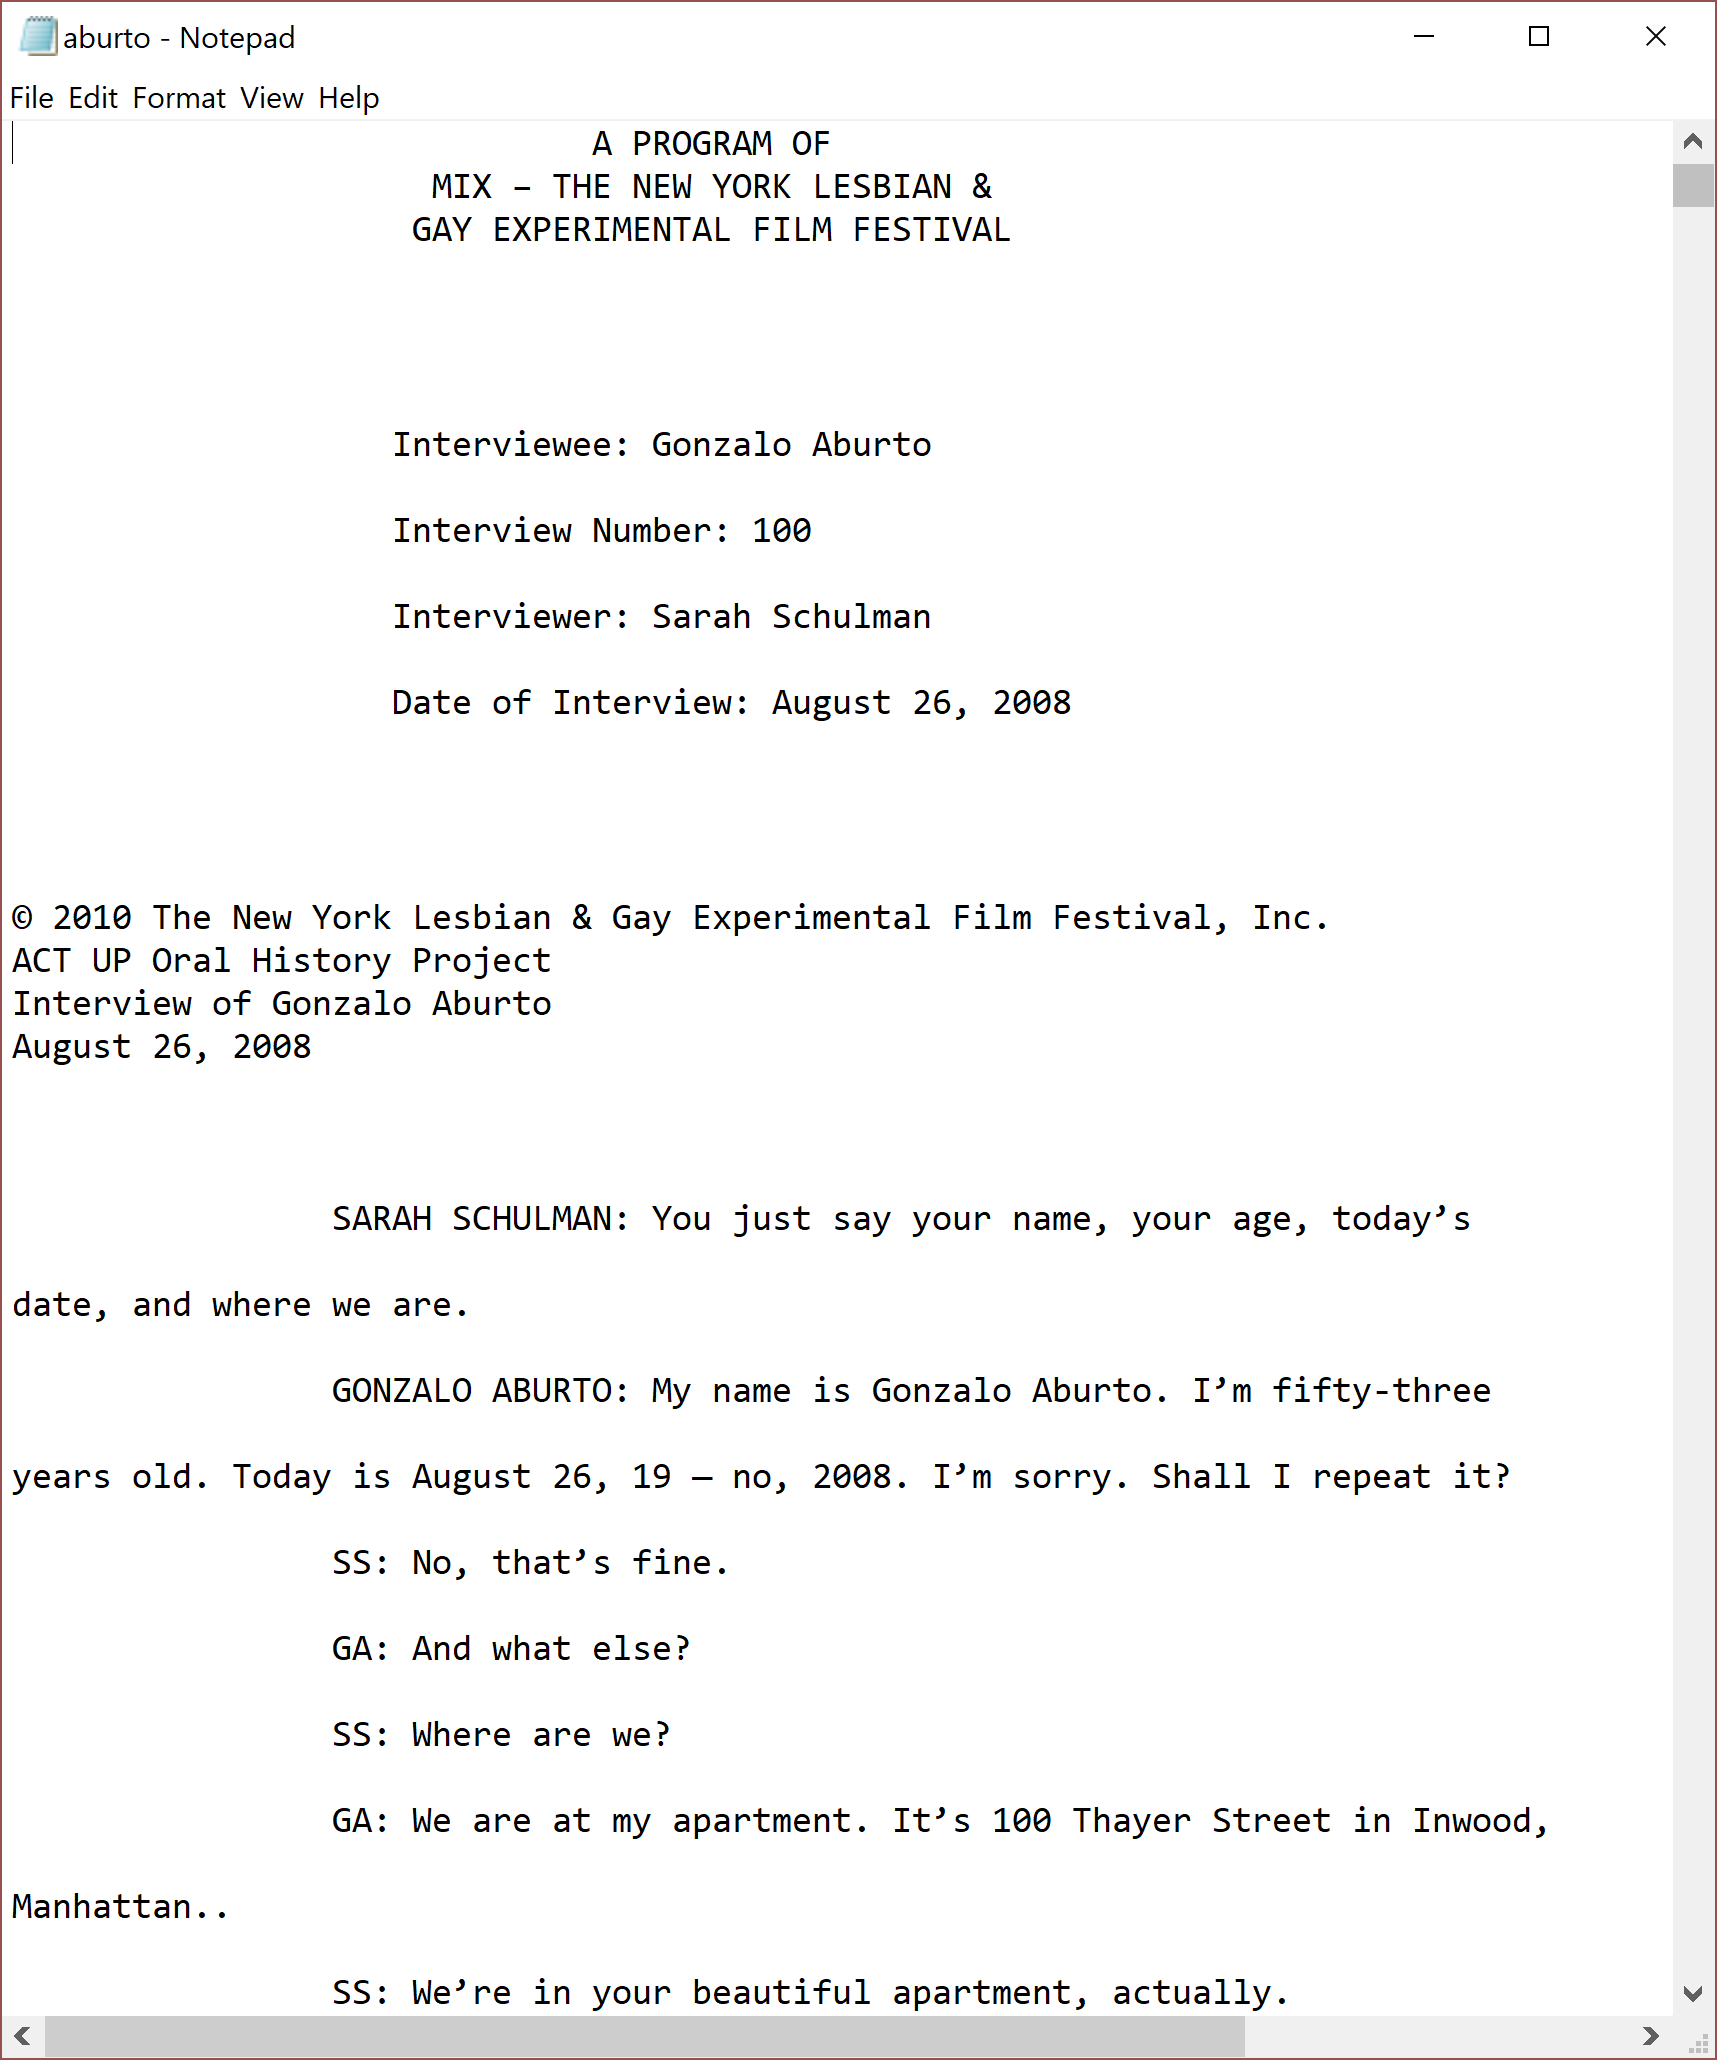 aburto - Notepad
File Edit Format View Help
A PROGRAM OF
MIX – THE NEW YORK LESBIAN &
GAY EXPERIMENTAL FILM FESTIVAL
Interviewee: Gonzalo Aburto
Interview Number: 100
Interviewer: Sarah Schulman
Date of Interview: August 26, 2008
© 2010 The New York Lesbian & Gay Experimental Film Festival, Inc.
ACT UP Oral History Project
Interview of Gonzalo Aburto
August 26, 2008
SARAH SCHULMAN: You just say your name, your age, today’s
date, and where we are.
GONZALO ABURTO: My name is Gonzalo Aburto. I’m fifty-three
years old. Today is August 26, 19 — no, 2008. I’m sorry. Shall I repeat it?
SS: No, that’s fine.
GA: And what else?
SS: Where are we?
GA: We are at my apartment. It’s 100 Thayer Street in Inwood,
Manhattan..
SS: We’re in your beautiful apartment, actually.